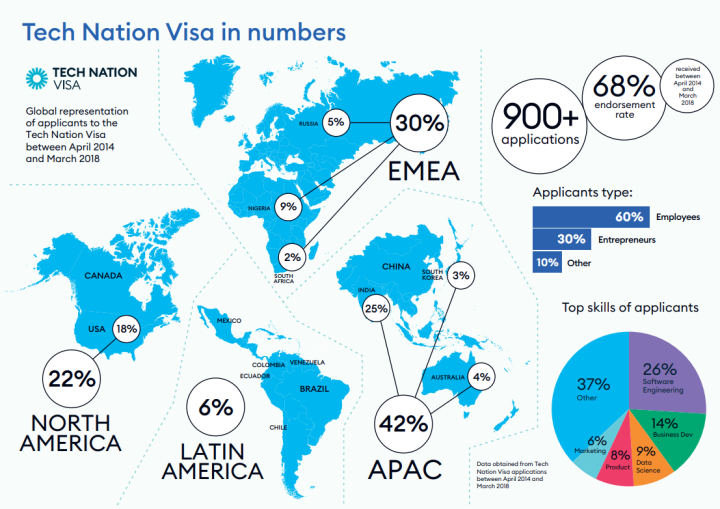 Tech Nation Visa in numbers
TECH NATION
VISA
Global representation
of applicants to the
Tech Nation Visa
between April 2014
and March 2018
RUSSIA
5%
30%
EMEA
NIGERIA
9%
2%
SOUTH
AFRICA
900+
applications
68%
endorsement
rate
received
between
April 2014
and
March
2018
Applicants type:
60% Employees
30% Entrepreneurs
10% Other
CANADA
USA
18%
22%
NORTH
AMERICA
MEXICO
COLOMBIA
VENEZUELA
ECUADOR
BRAZIL
CHILE
6%
LATIN
AMERICA
CHINA
SOUTH
KOREA
3%
INDIA
25%
AUSTRALIA
4%
42%
APAC
Top skills of applicants
37%
Other
26%
Software
Engineering
14%
Business Dev
9%
Data
Science
8%
Product
6%
Marketing
Data abtained from Tech
Nation Visa applications
between April 2014 and
March 2018